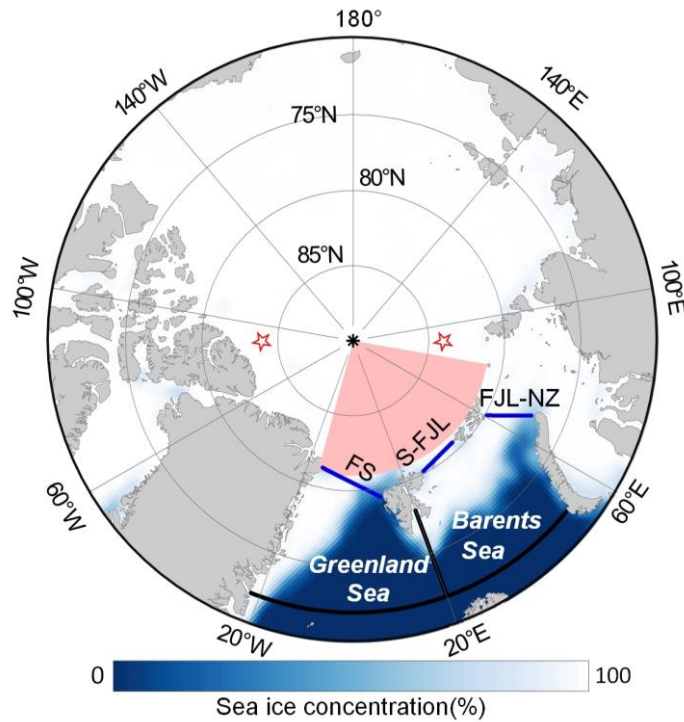 180°
140°W
140°E
75°N
80°N
85°N
100°W
100°E
FJL-NZ
S-FJL
FS
60°W
60°E
Barents
Sea
Greenland
Sea
20°W
20°E
0
100
Sea ice concentration(%)